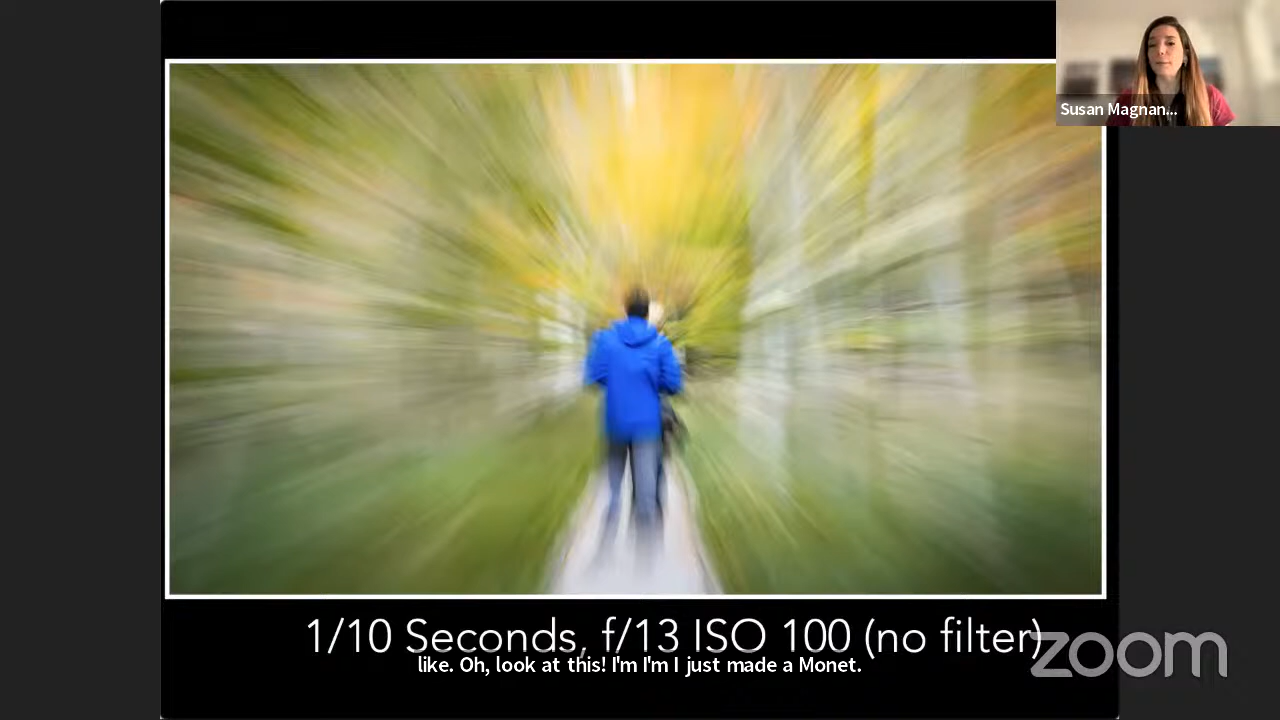 Susan Magnan...
1/10 Seconds, f/13 ISO 100 (no filter)
like. Oh, look at this! I'm I'm I just made a Monet.
zoom